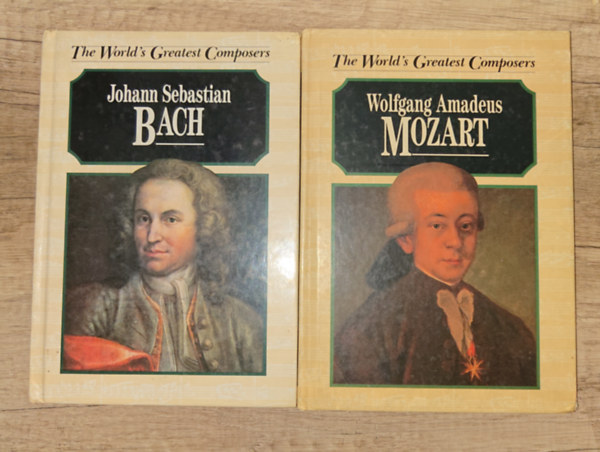 The World's Greatest Composers
Johann Sebastian
BACH
The World's Greatest Composers
Wolfgang Amadeus
MOZART